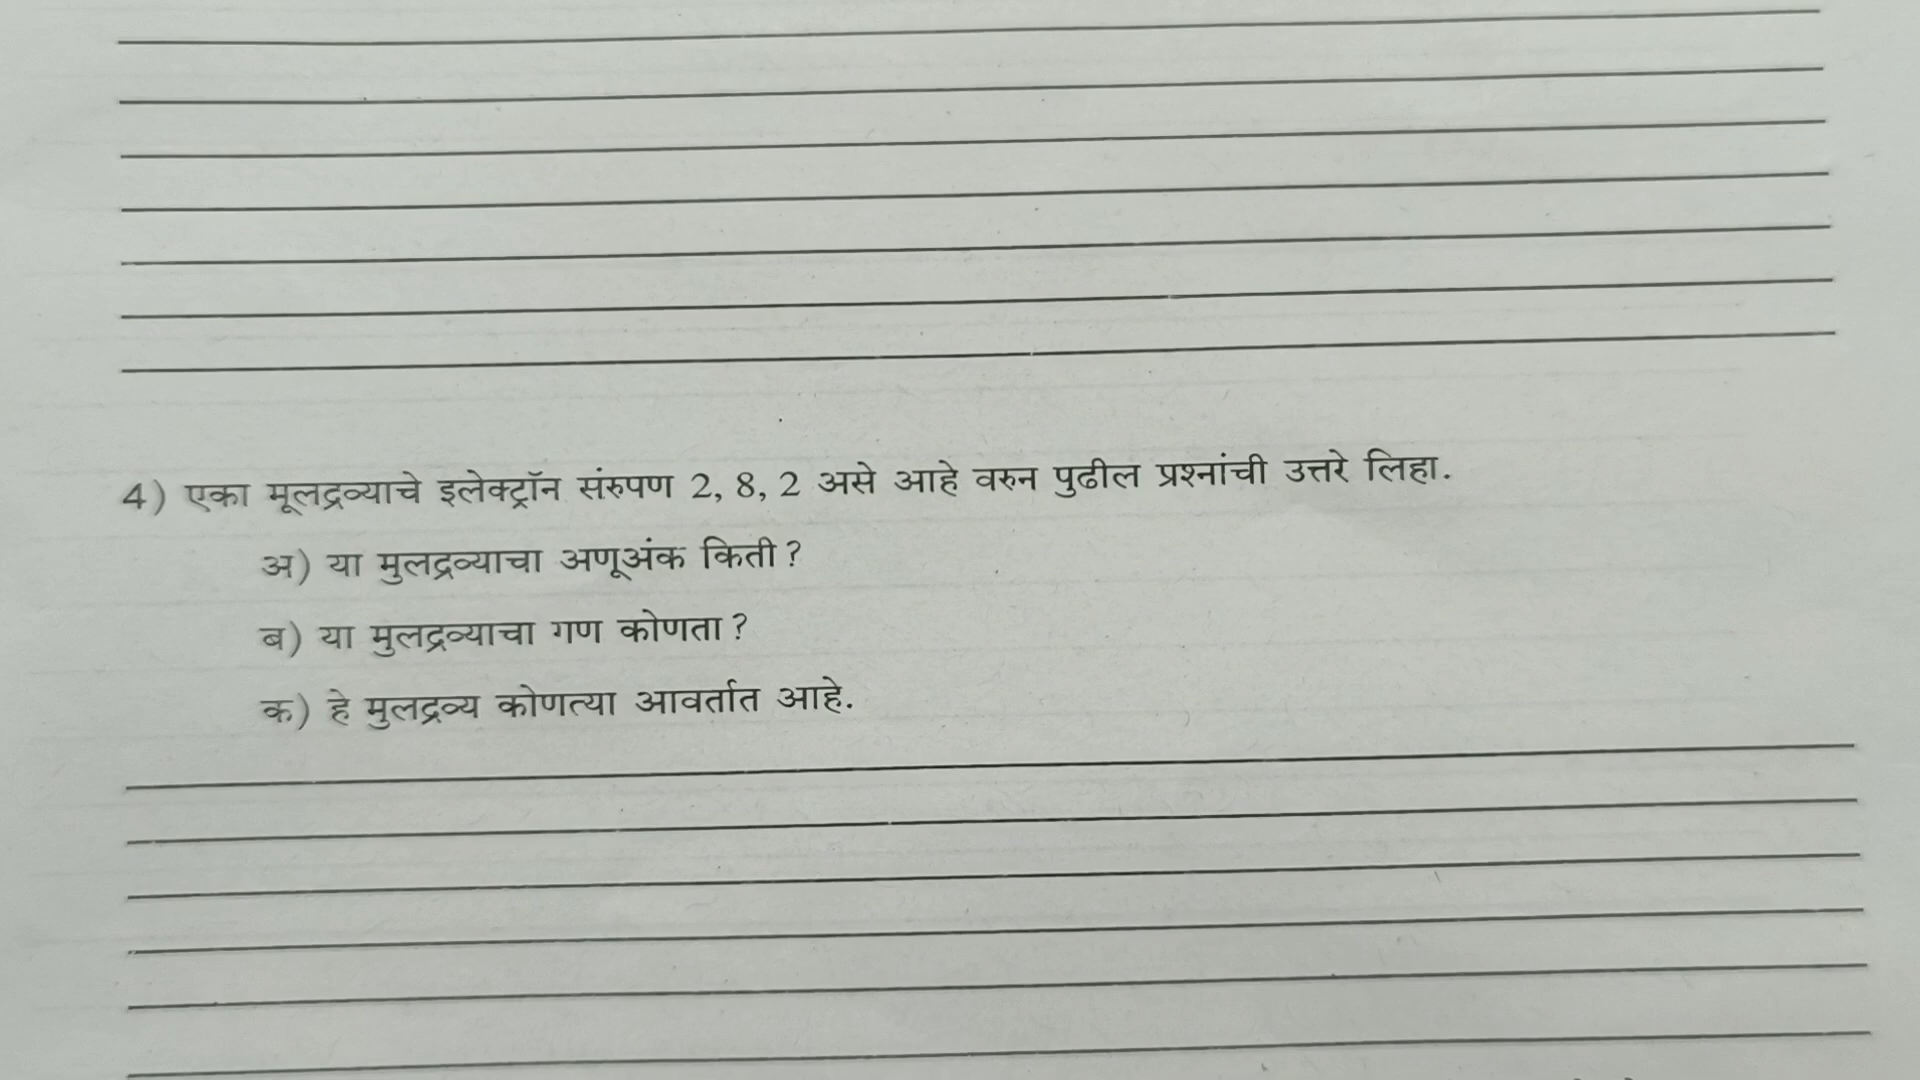 4) एका मूलद्रव्याचे इलेक्ट्रॉन संरुपण 2, 8, 2 असे आहे वरुन पुढील प्रश्नांची उत्तरे लिहा.
अ) या मुलद्रव्याचा अणूअंक किती?
ब) या मुलद्रव्याचा गण कोणता?
क) हे मुलद्रव्य कोणत्या आवर्तात आहे.